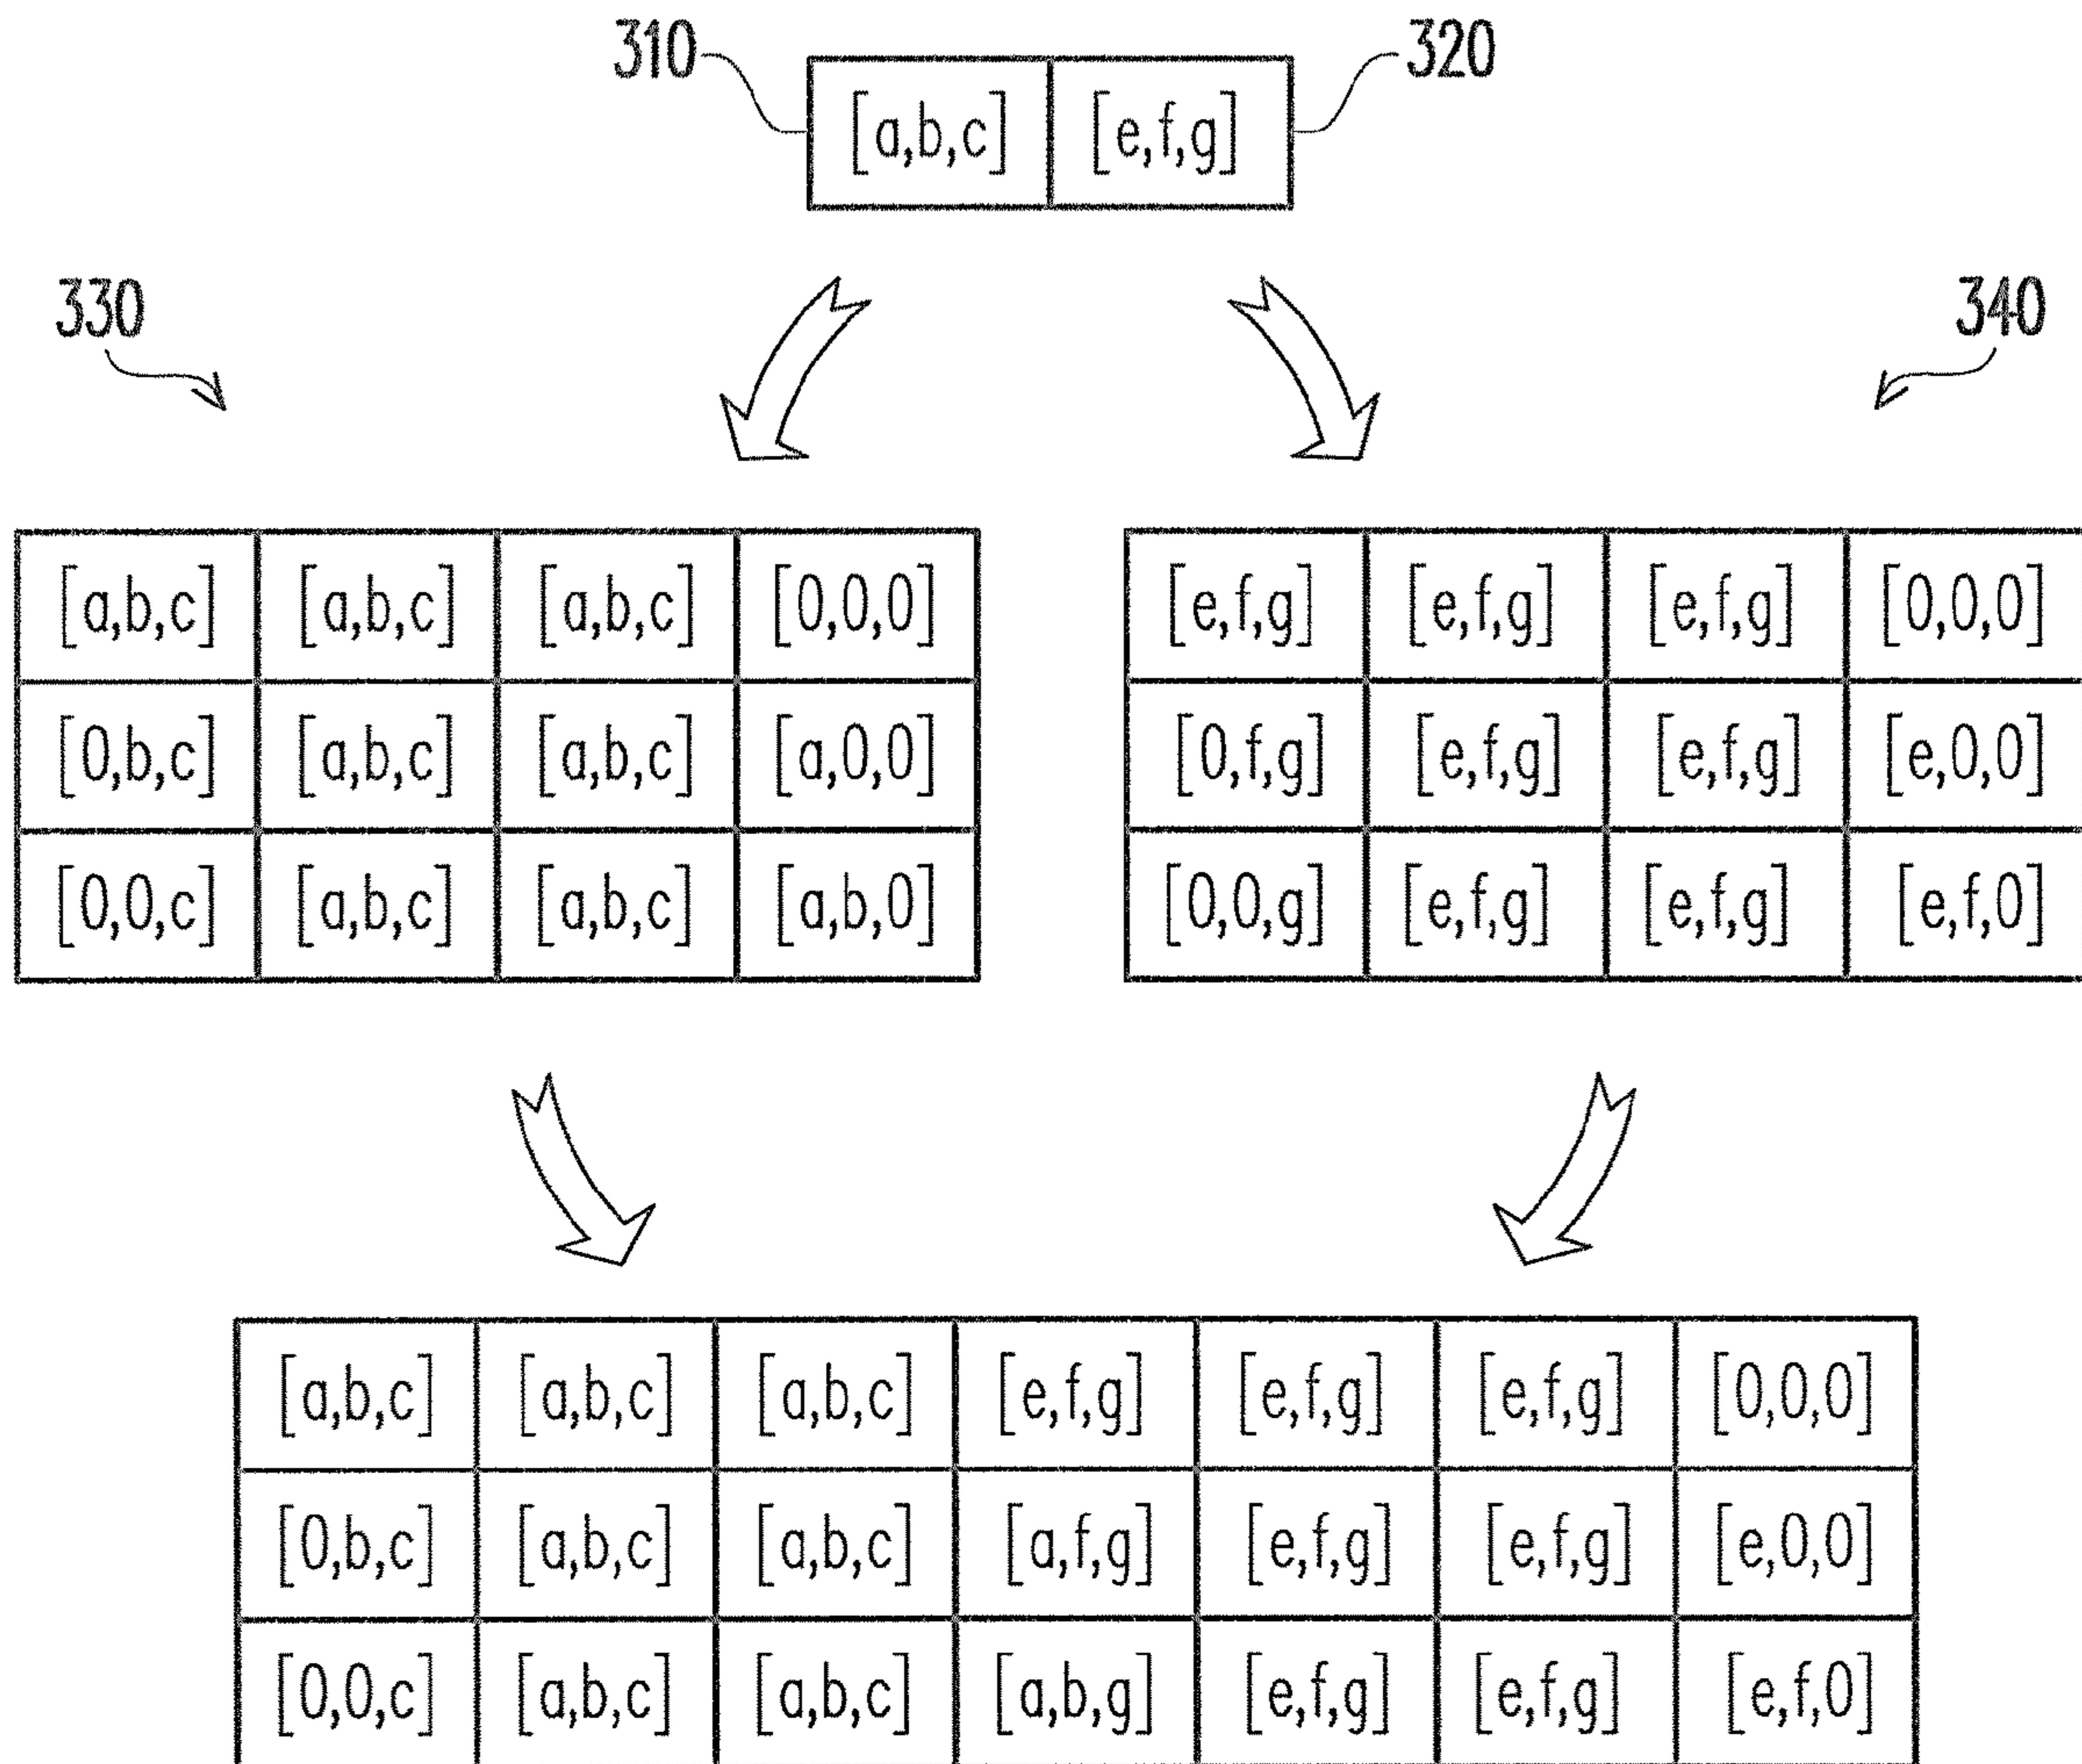 310 [a,b,c] [e,f,g] 320
330 340
[a,b,c] [a,b,c] [a,b,c] [0,0,0] [e,f,g] [e,f,g] [e,f,g] [0,0,0]
[0,b,c] [a,b,c] [a,b,c] [a,0,0] [0,f,g] [e,f,g] [e,f,g] [e,0,0]
[0,0,c] [a,b,c] [a,b,c] [a,b,0] [0,0,g] [e,f,g] [e,f,g] [e,f,0]
[a,b,c] [a,b,c] [a,b,c] [e,f,g] [e,f,g] [e,f,g] [0,0,0]
[0,b,c] [a,b,c] [a,b,c] [a,f,g] [e,f,g] [e,f,g] [e,0,0]
[0,0,c] [a,b,c] [a,b,c] [a,b,g] [e,f,g] [e,f,g] [e,f,0]